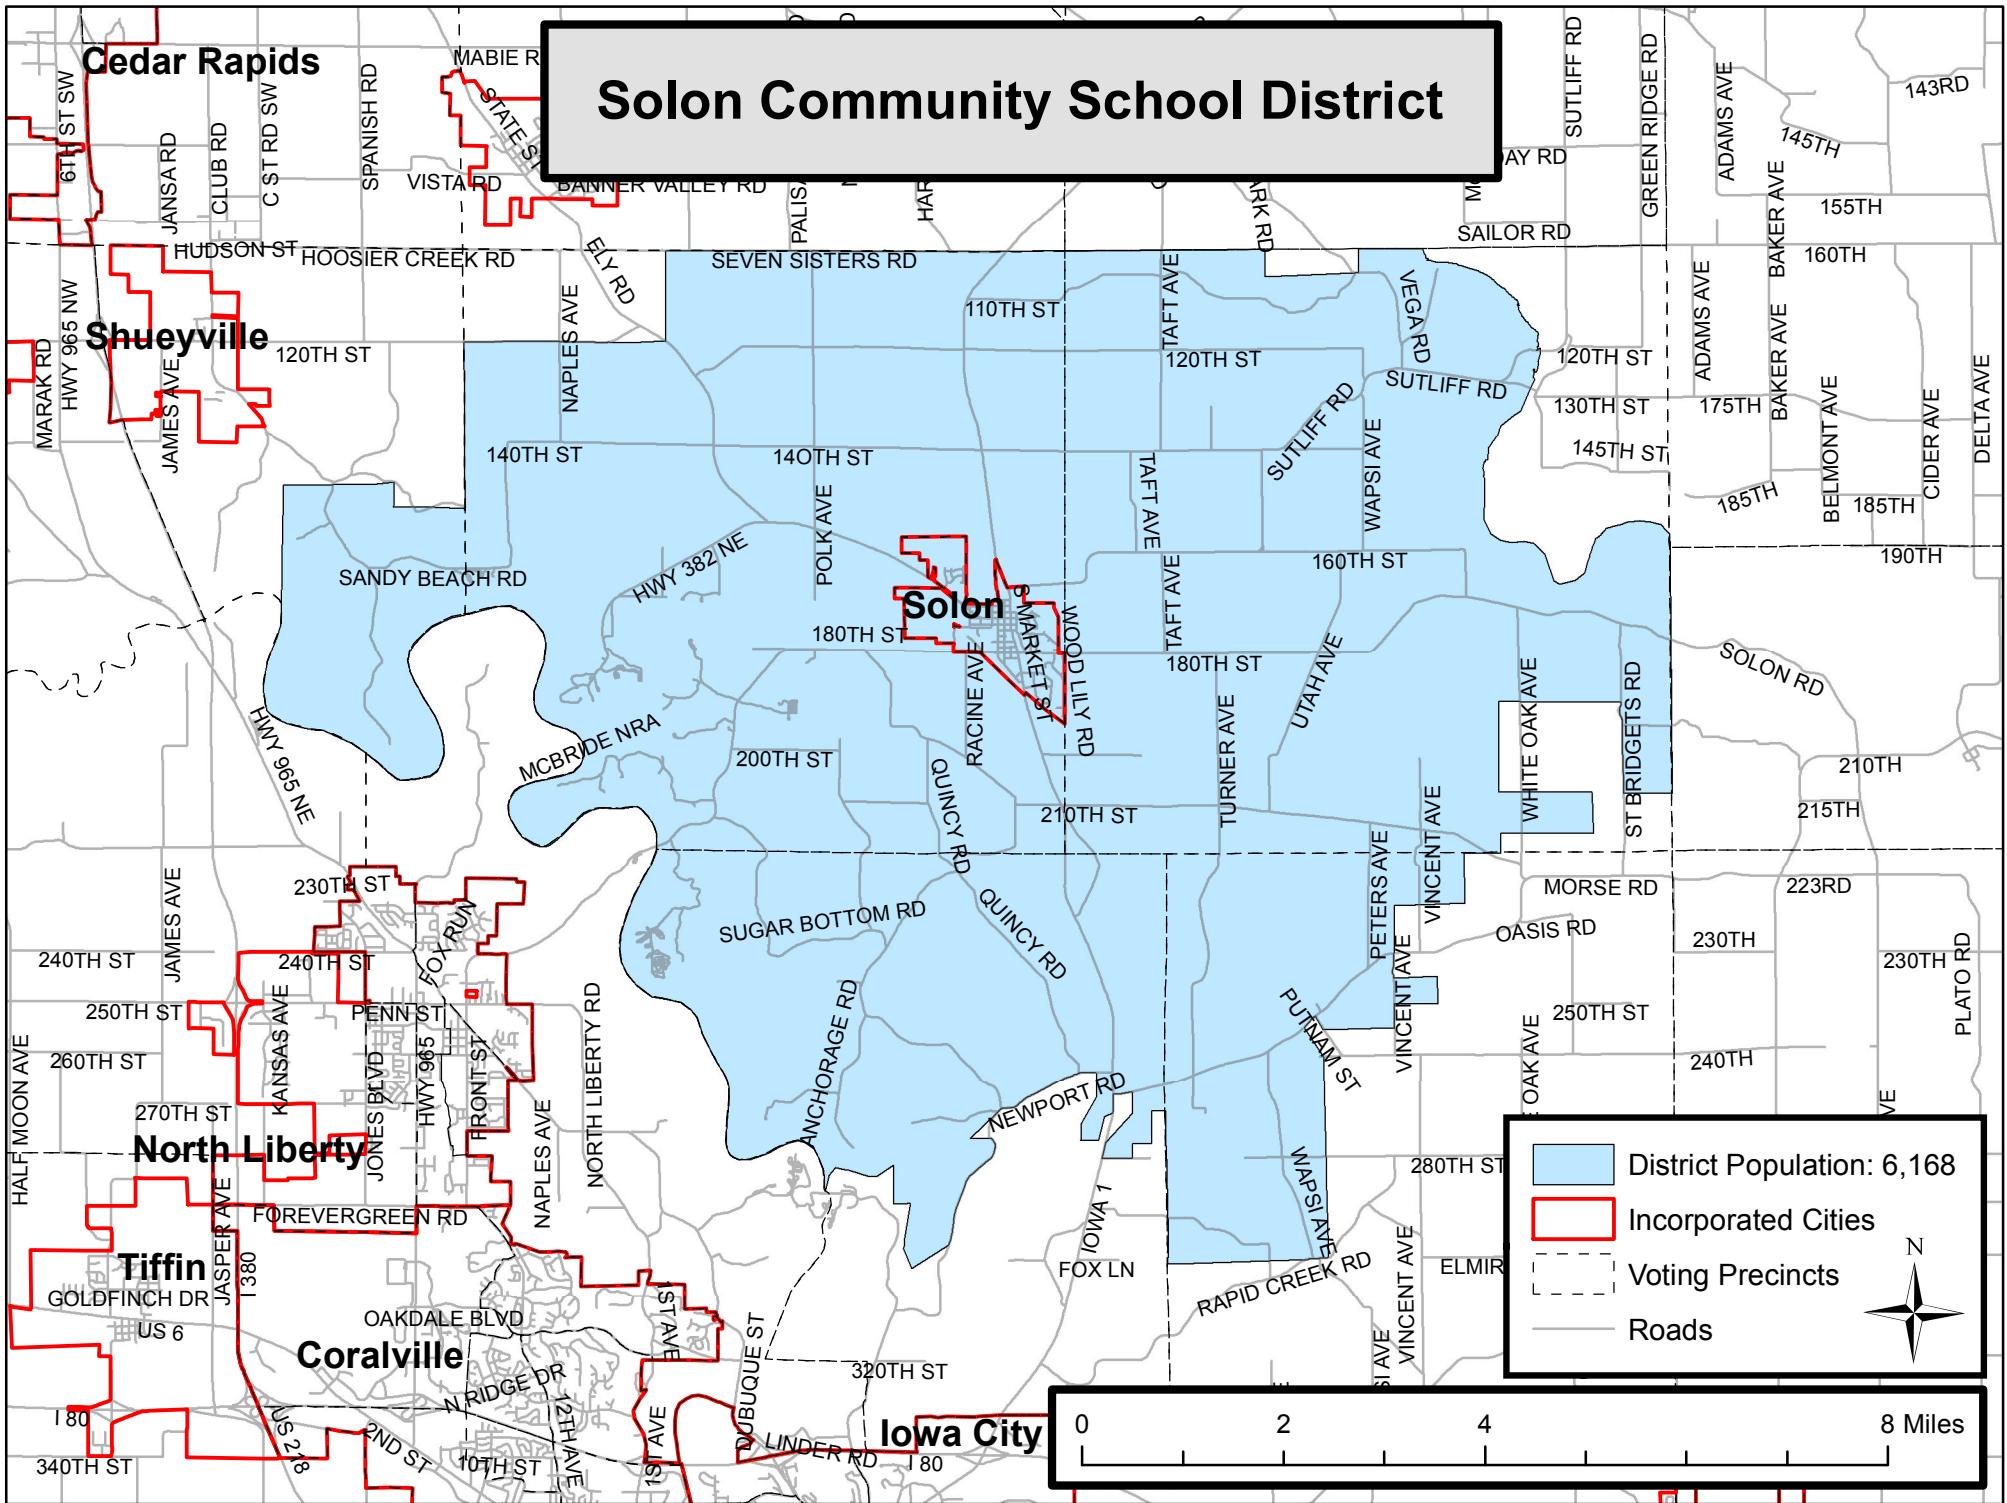 Solon Community School District
Cedar Rapids
MABIE R
SUTLIFF RD
GREEN RIDGE RD
ADAMS AVE
143RD
145TH
6TH ST SW
JANSA RD
CLUB RD
C ST RD SW
SPANISH RD
STATE ST
VISTA RD
BANNER VALLEY RD
PALIS
HAR
ARK RD
DAY RD
BAKER AVE
155TH
SAILOR RD
160TH
HUDSON ST
HOOSIER CREEK RD
ELY RD
SEVEN SISTERS RD
TAFT AVE
VEGA RD
ADAMS AVE
HWY 965 NW
NAPLES AVE
110TH ST
Shueyville
MARAK RD
120TH ST
120TH ST
120TH ST
BAKER AVE
DELTA AVE
JAMES AVE
SUTLIFF RD
SUTLIFF RD
130TH ST
175TH
BELMONT AVE
CIDER AVE
140TH ST
14OTH ST
145TH ST
TAFT AVE
WAPSI AVE
185TH
185TH
POLK AVE
HWY 382 NE
160TH ST
190TH
SANDY BEACH RD
Solon
S MARKET ST
WOOD LILY RD
TAFT AVE
180TH ST
180TH ST
UTAH AVE
WHITE OAK AVE
ST BRIDGETS RD
SOLON RD
RACINE AVE
HWY 965 NE
MCBRIDE NRA
200TH ST
QUINCY RD
TURNER AVE
210TH
210TH ST
215TH
VINCENT AVE
PETERS AVE
230TH ST
MORSE RD
223RD
JAMES AVE
FOX RUN
SUGAR BOTTOM RD
QUINCY RD
OASIS RD
230TH
230TH
PLATO RD
240TH ST
240TH ST
VINCENT AVE
250TH ST
KANSAS AVE
PENN ST
NORTH LIBERTY RD
ANCHORAGE RD
PUTNAM ST
250TH ST
OAK AVE
260TH ST
HALF MOON AVE
JONES BLVD
HWY 965
FRONT ST
240TH
270TH ST
NEWPORT RD
VE
North Liberty
NAPLES AVE
WAPSI AVE
280TH ST
JASPER AVE
FOREVERGREEN RD
IOWA 1
I 380
Tiffin
GOLDFINCH DR
FOX LN
RAPID CREEK RD
VINCENT AVE
ELMIR
US 6
OAKDALE BLVD
1ST AVE
DUBUQUE ST
Coralville
320TH ST
N RIDGE DR
12TH AVE
SI AVE
I 80
US 218
2ND ST
1ST AVE
LINDER RD
Iowa City
I 80
340TH ST
10TH ST
District Population: 6,168
Incorporated Cities
Voting Precincts
Roads
N
0 2 4 8 Miles